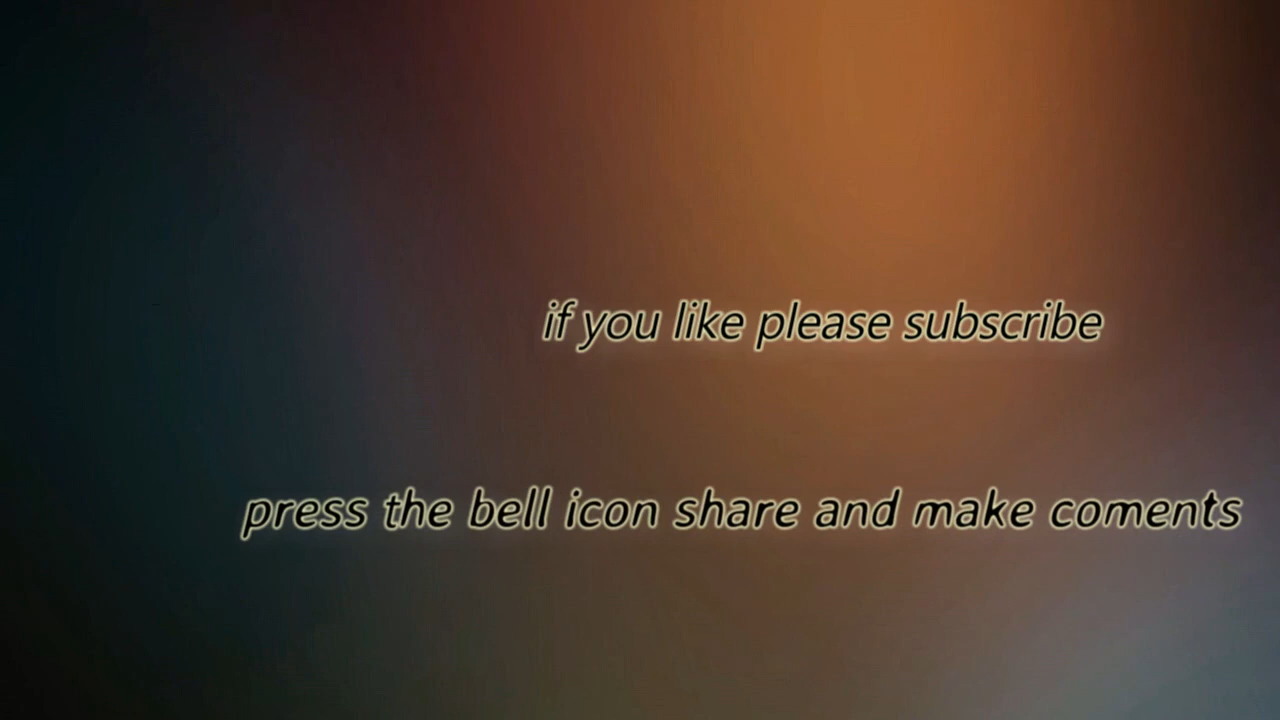 if you like please subscribe
press the bell icon share and make coments